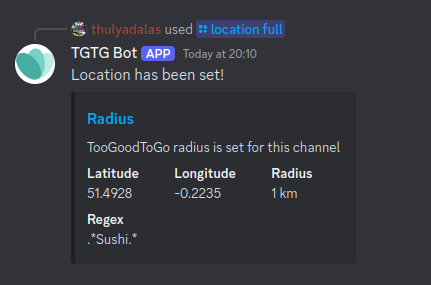 thulyadalas used location full
TGTG Bot APP Today at 20:10
Location has been set!
Radius
TooGoodToGo radius is set for this channel
Latitude Longitude Radius
51.4928 -0.2235 1 km
Regex
.*Sushi.*